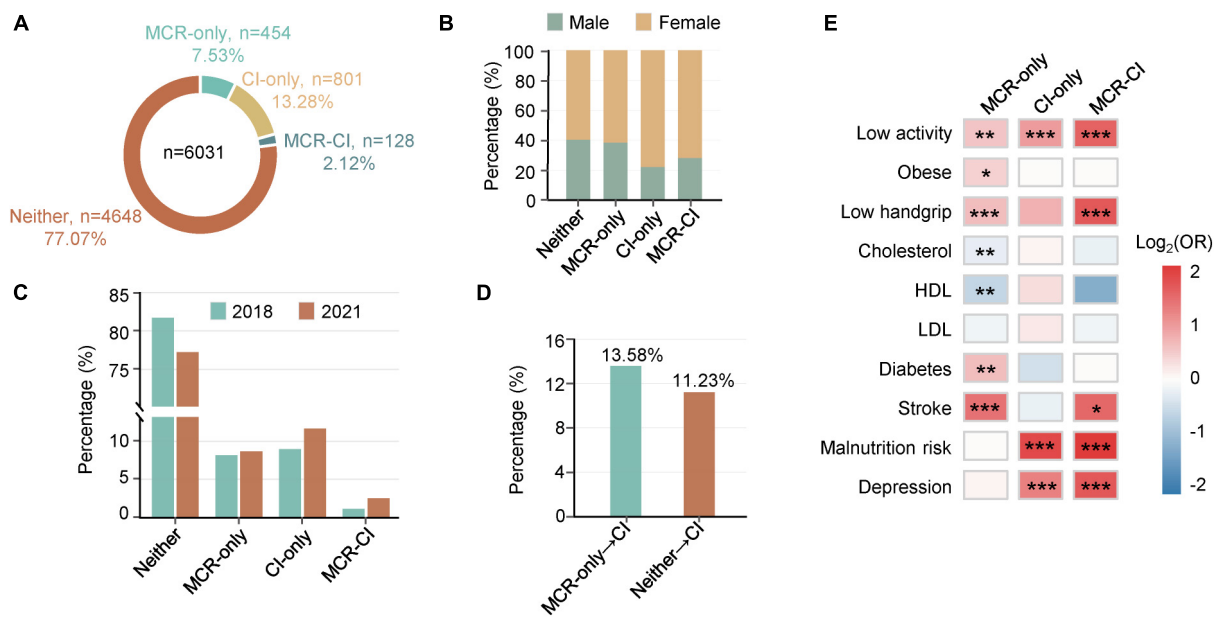 A
MCR-only, n=454
7.53%
CI-only, n=801
13.28%
MCR-CI, n=128
2.12%
n=6031
Neither, n=4648
77.07%
B
Male
Female
Percentage (%)
100
80
60
40
20
0
Neither
MCR-only
CI-only
MCR-CI
C
2018
2021
Percentage (%)
85
80
75
10
5
0
Neither
MCR-only
CI-only
MCR-CI
D
Percentage (%)
16
12
8
4
0
13.58%
11.23%
MCR-only→CI
Neither→CI
E
MCR-only
CI-only
MCR-CI
Low activity ** *** ***
Obese *
Low handgrip *** ***
Cholesterol **
HDL **
LDL
Diabetes **
Stroke *** *
Malnutrition risk *** ***
Depression *** ***
Log₂(OR)
2
1
0
-1
-2